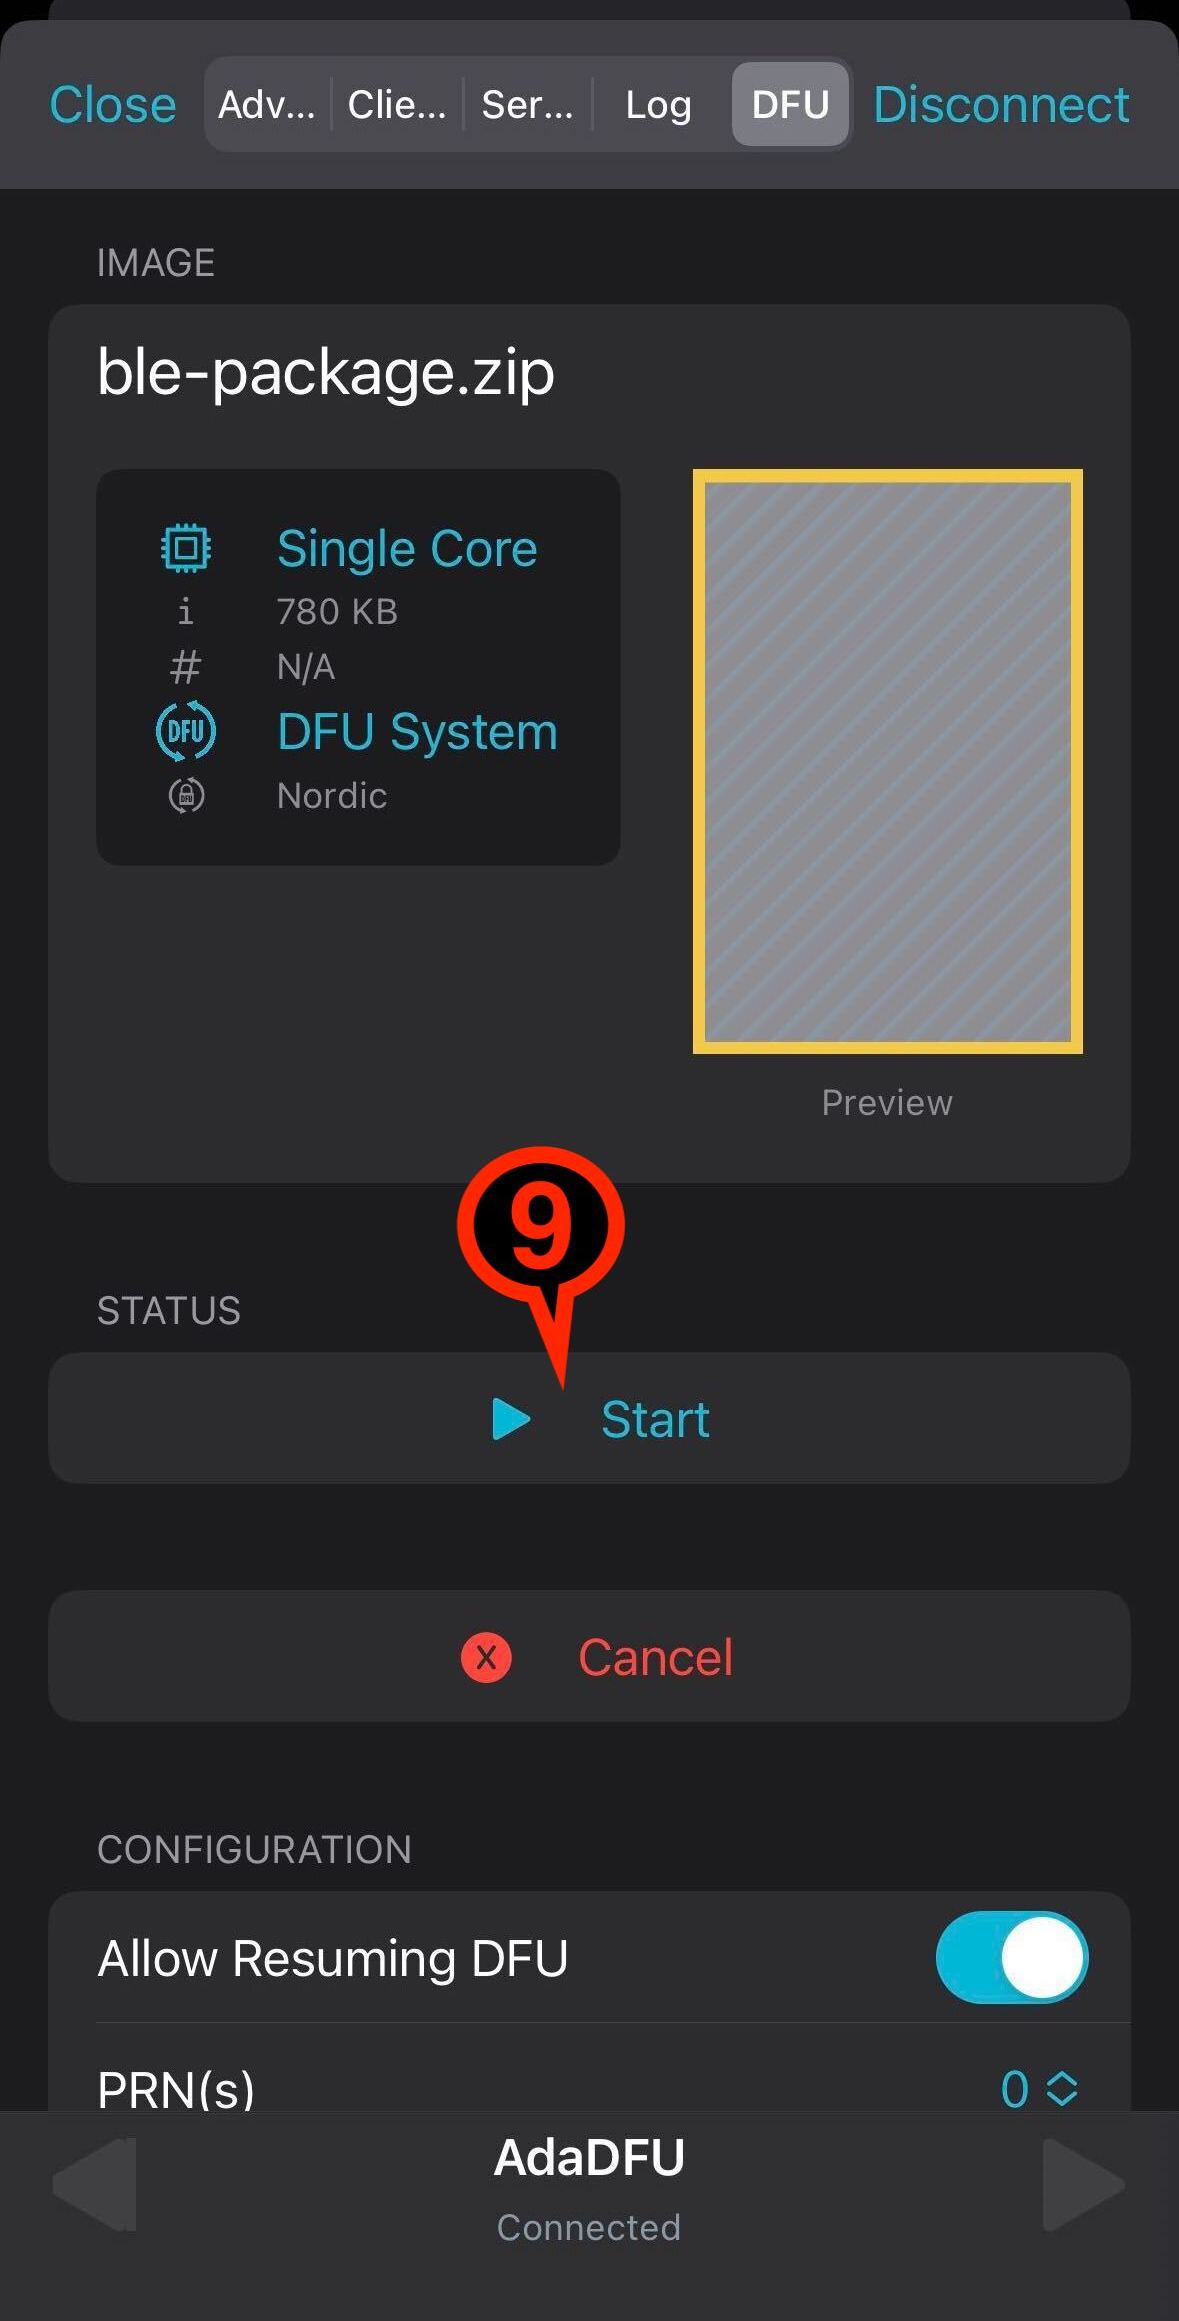 Close Adv... Clie... Ser... Log DFU Disconnect
IMAGE
ble-package.zip
Single Core
i 780 KB
# N/A
DFU DFU System
Nordic
Preview
9
STATUS
Start
X Cancel
CONFIGURATION
Allow Resuming DFU
PRN(s) 0
AdaDFU
Connected